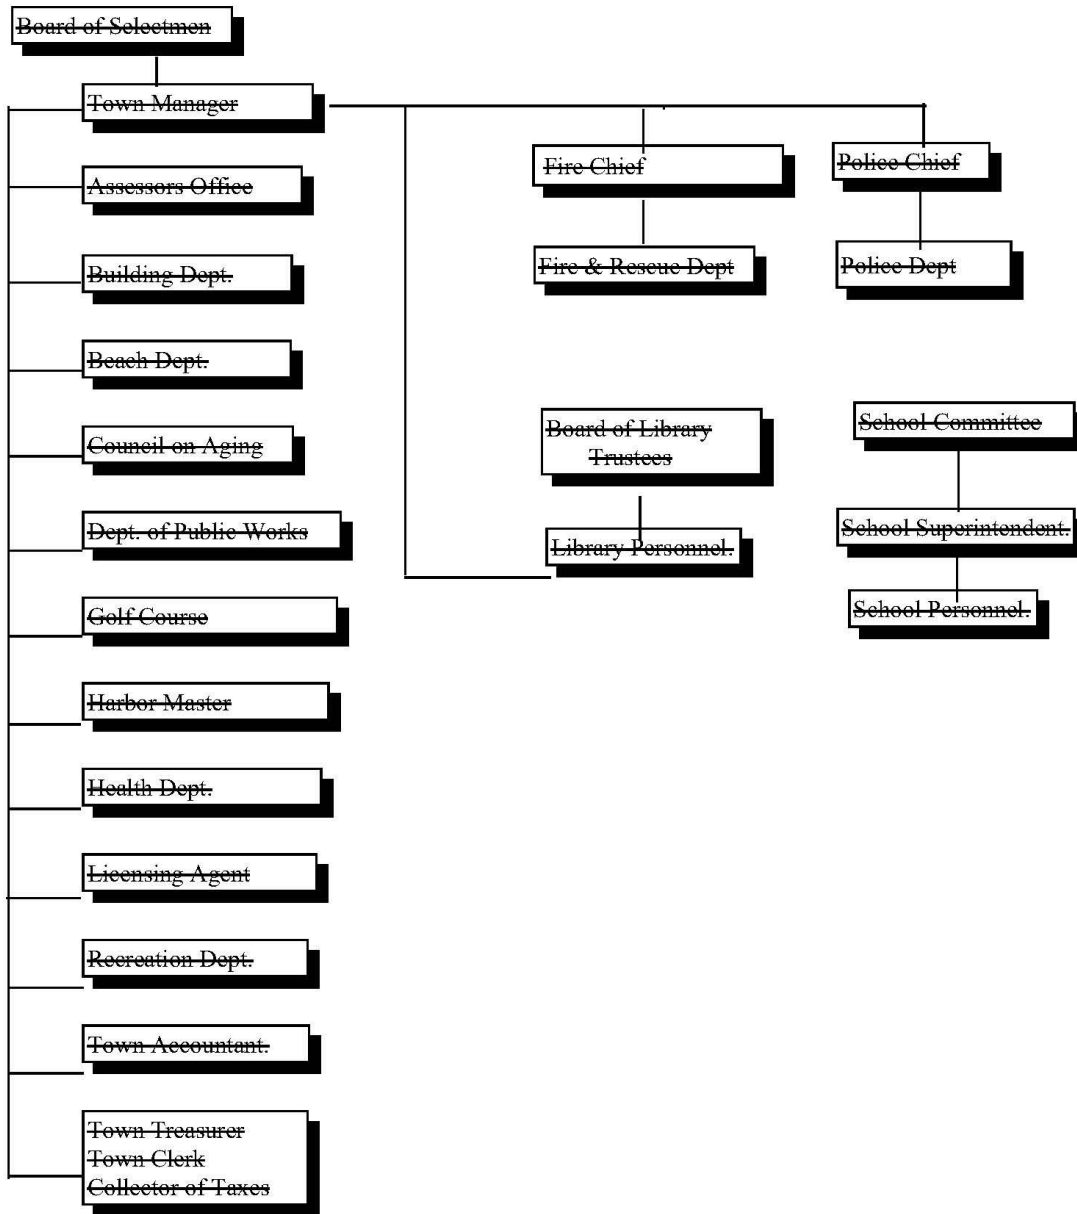 Board of Selectmen
Town Manager
Assessors Office
Building Dept.
Beach Dept.
Council on Aging
Dept. of Public Works
Golf Course
Harbor Master
Health Dept.
Licensing Agent
Recreation Dept.
Town Accountant.
Town Treasurer
Town Clerk
Collector of Taxes
Fire Chief
Fire & Rescue Dept
Police Chief
Police Dept
Board of Library
Trustees
Library Personnel.
School Committee
School Superintendent.
School Personnel.